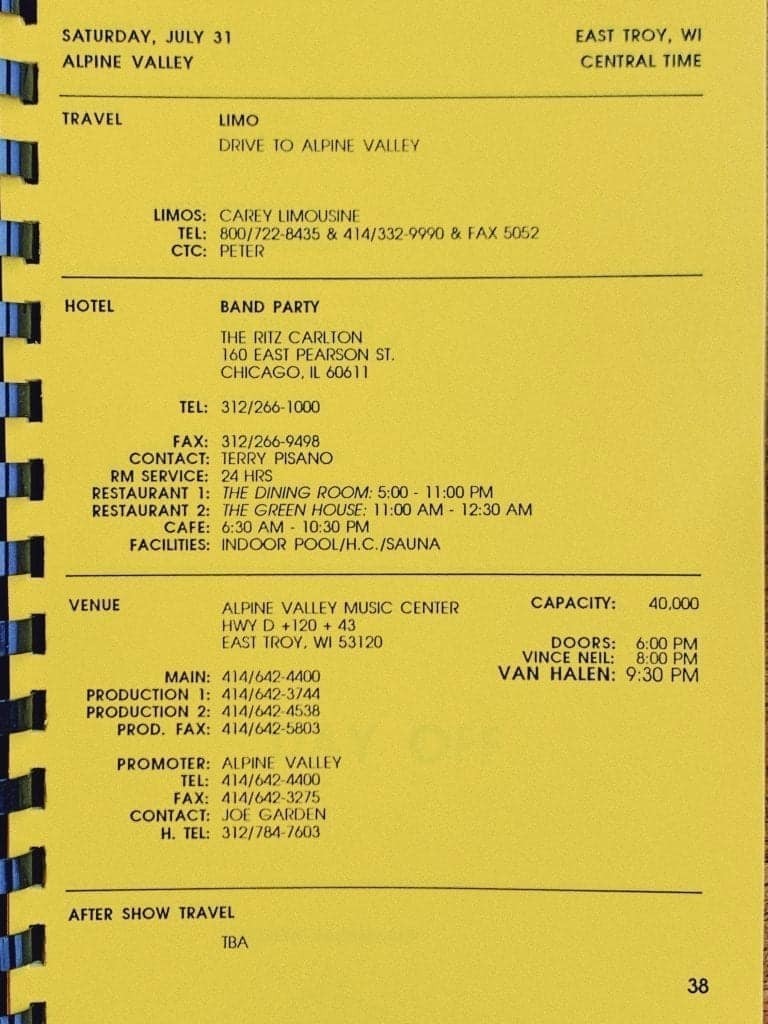 SATURDAY, JULY 31 EAST TROY, WI
ALPINE VALLEY CENTRAL TIME
TRAVEL LIMO
DRIVE TO ALPINE VALLEY
LIMOS: CAREY LIMOUSINE
TEL: 800/722-8435 & 414/332-9990 & FAX 5052
CTC: PETER
HOTEL BAND PARTY
THE RITZ CARLTON
160 EAST PEARSON ST.
CHICAGO, IL 60611
TEL: 312/266-1000
FAX: 312/266-9498
CONTACT: TERRY PISANO
RM SERVICE: 24 HRS
RESTAURANT 1: THE DINING ROOM: 5:00 - 11:00 PM
RESTAURANT 2: THE GREEN HOUSE: 11:00 AM - 12:30 AM
CAFE: 6:30 AM - 10:30 PM
FACILITIES: INDOOR POOL/H.C./SAUNA
VENUE ALPINE VALLEY MUSIC CENTER CAPACITY: 40,000
HWY D +120 + 43
EAST TROY, WI 53120 DOORS: 6:00 PM
VINCE NEIL: 8:00 PM
MAIN: 414/642-4400 VAN HALEN: 9:30 PM
PRODUCTION 1: 414/642-3744
PRODUCTION 2: 414/642-4538
PROD. FAX: 414/642-5803
PROMOTER: ALPINE VALLEY
TEL: 414/642-4400
FAX: 414/642-3275
CONTACT: JOE GARDEN
H. TEL: 312/784-7603
AFTER SHOW TRAVEL
TBA
38